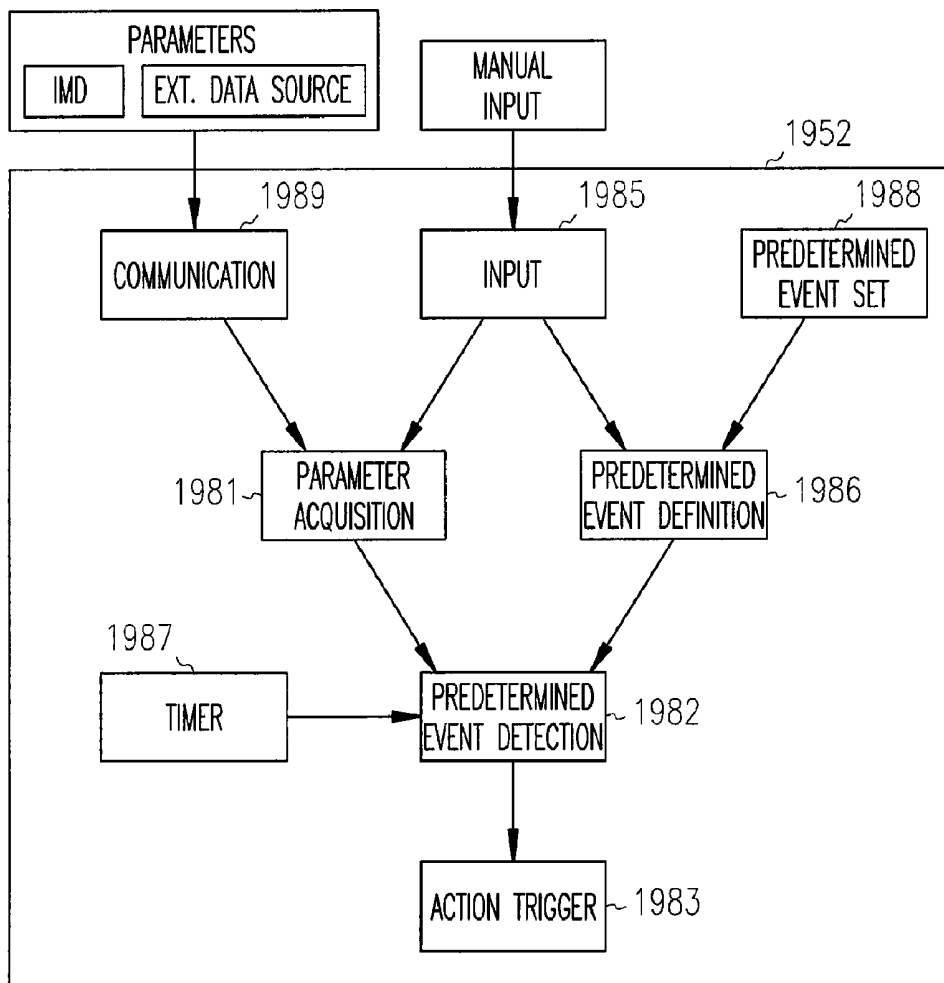 PARAMETERS
IMD
EXT. DATA SOURCE
MANUAL
INPUT
1952
1989
1985
1988
COMMUNICATION
INPUT
PREDETERMINED
EVENT SET
1981
PARAMETER
ACQUISITION
PREDETERMINED
EVENT DEFINITION
1986
1987
TIMER
PREDETERMINED
EVENT DETECTION
1982
ACTION TRIGGER
1983